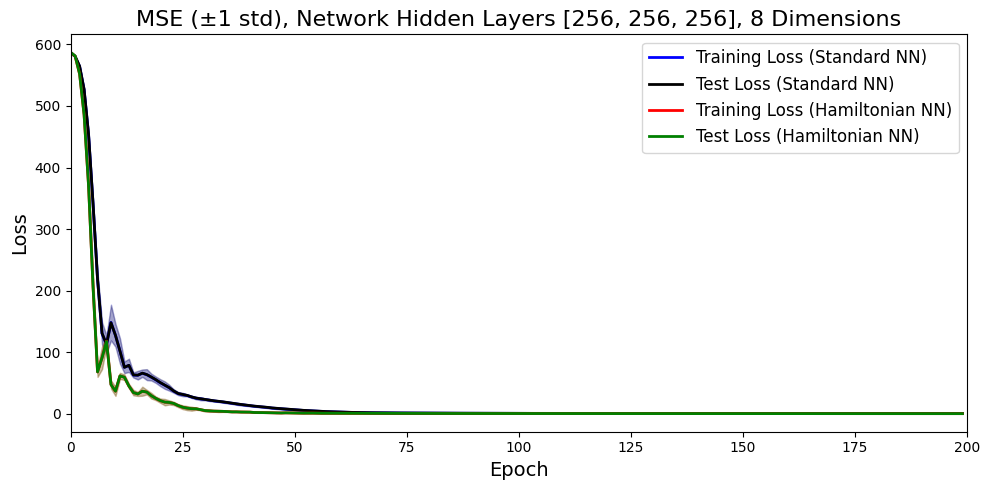 MSE (±1 std), Network Hidden Layers [256, 256, 256], 8 Dimensions
Loss
600
500
400
300
200
100
0
Training Loss (Standard NN)
Test Loss (Standard NN)
Training Loss (Hamiltonian NN)
Test Loss (Hamiltonian NN)
0 25 50 75 100 125 150 175 200
Epoch